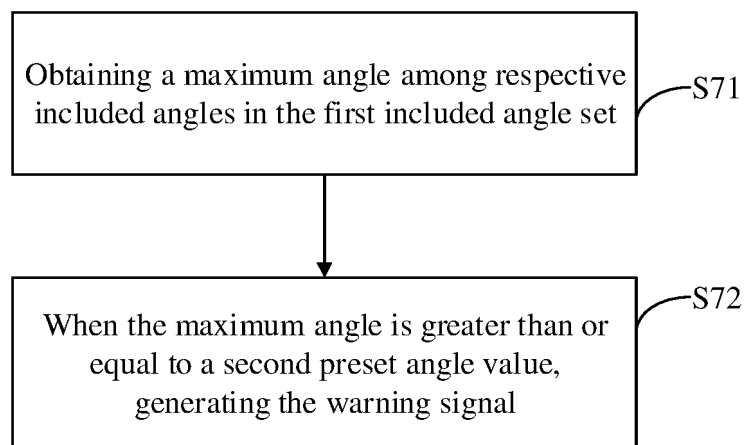 Obtaining a maximum angle among respective
included angles in the first included angle set
S71
When the maximum angle is greater than or
equal to a second preset angle value,
generating the warning signal
S72